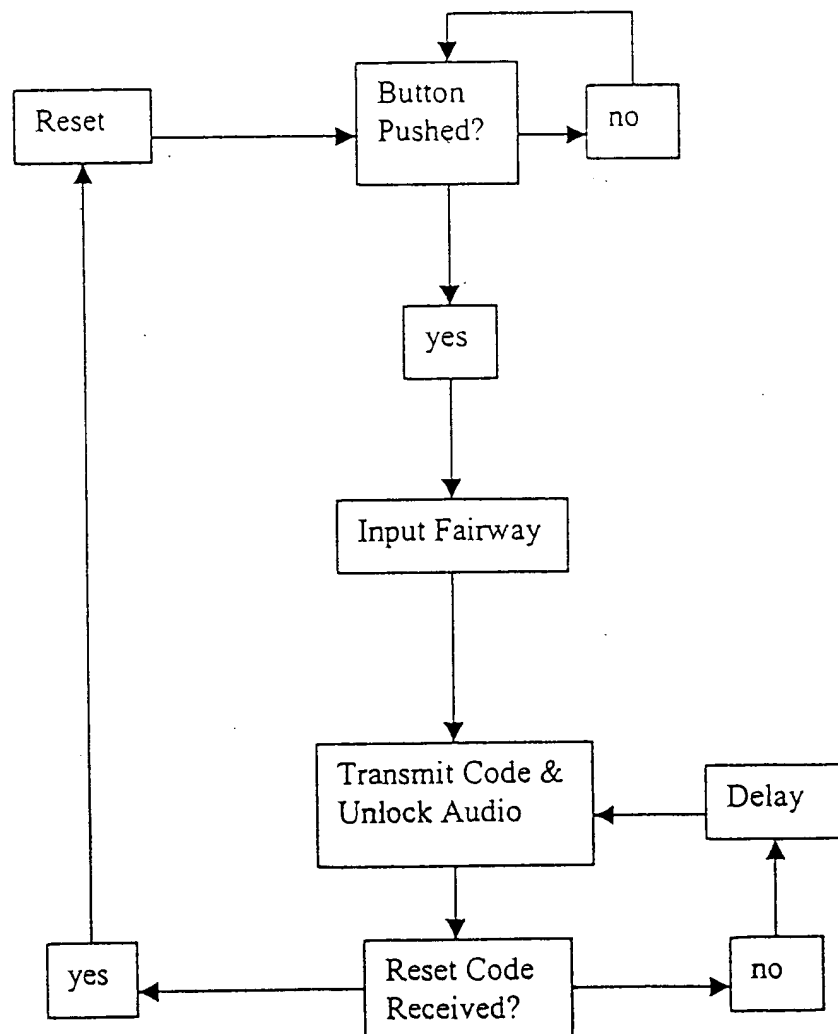 Button
Pushed?
Reset
no
yes
Input Fairway
Transmit Code &
Unlock Audio
Delay
yes
Reset Code
Received?
no